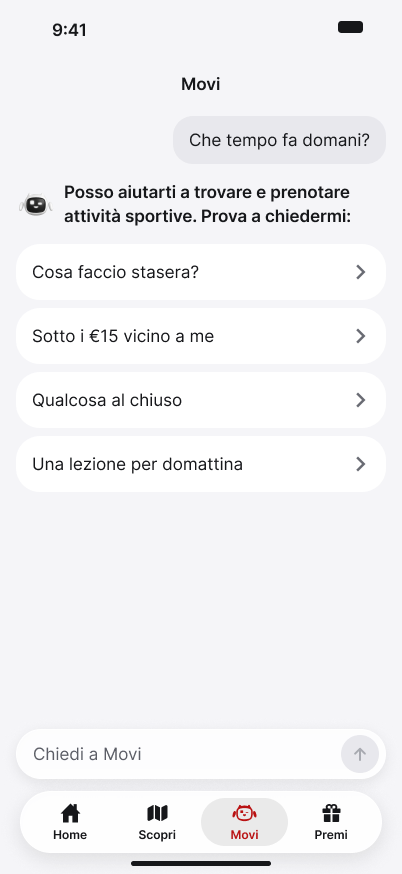 9:41
Movi
Che tempo fa domani?
Posso aiutarti a trovare e prenotare
attività sportive. Prova a chiedermi:
Cosa faccio stasera?
Sotto i €15 vicino a me
Qualcosa al chiuso
Una lezione per domattina
Chiedi a Movi
Home
Scopri
Movi
Premi